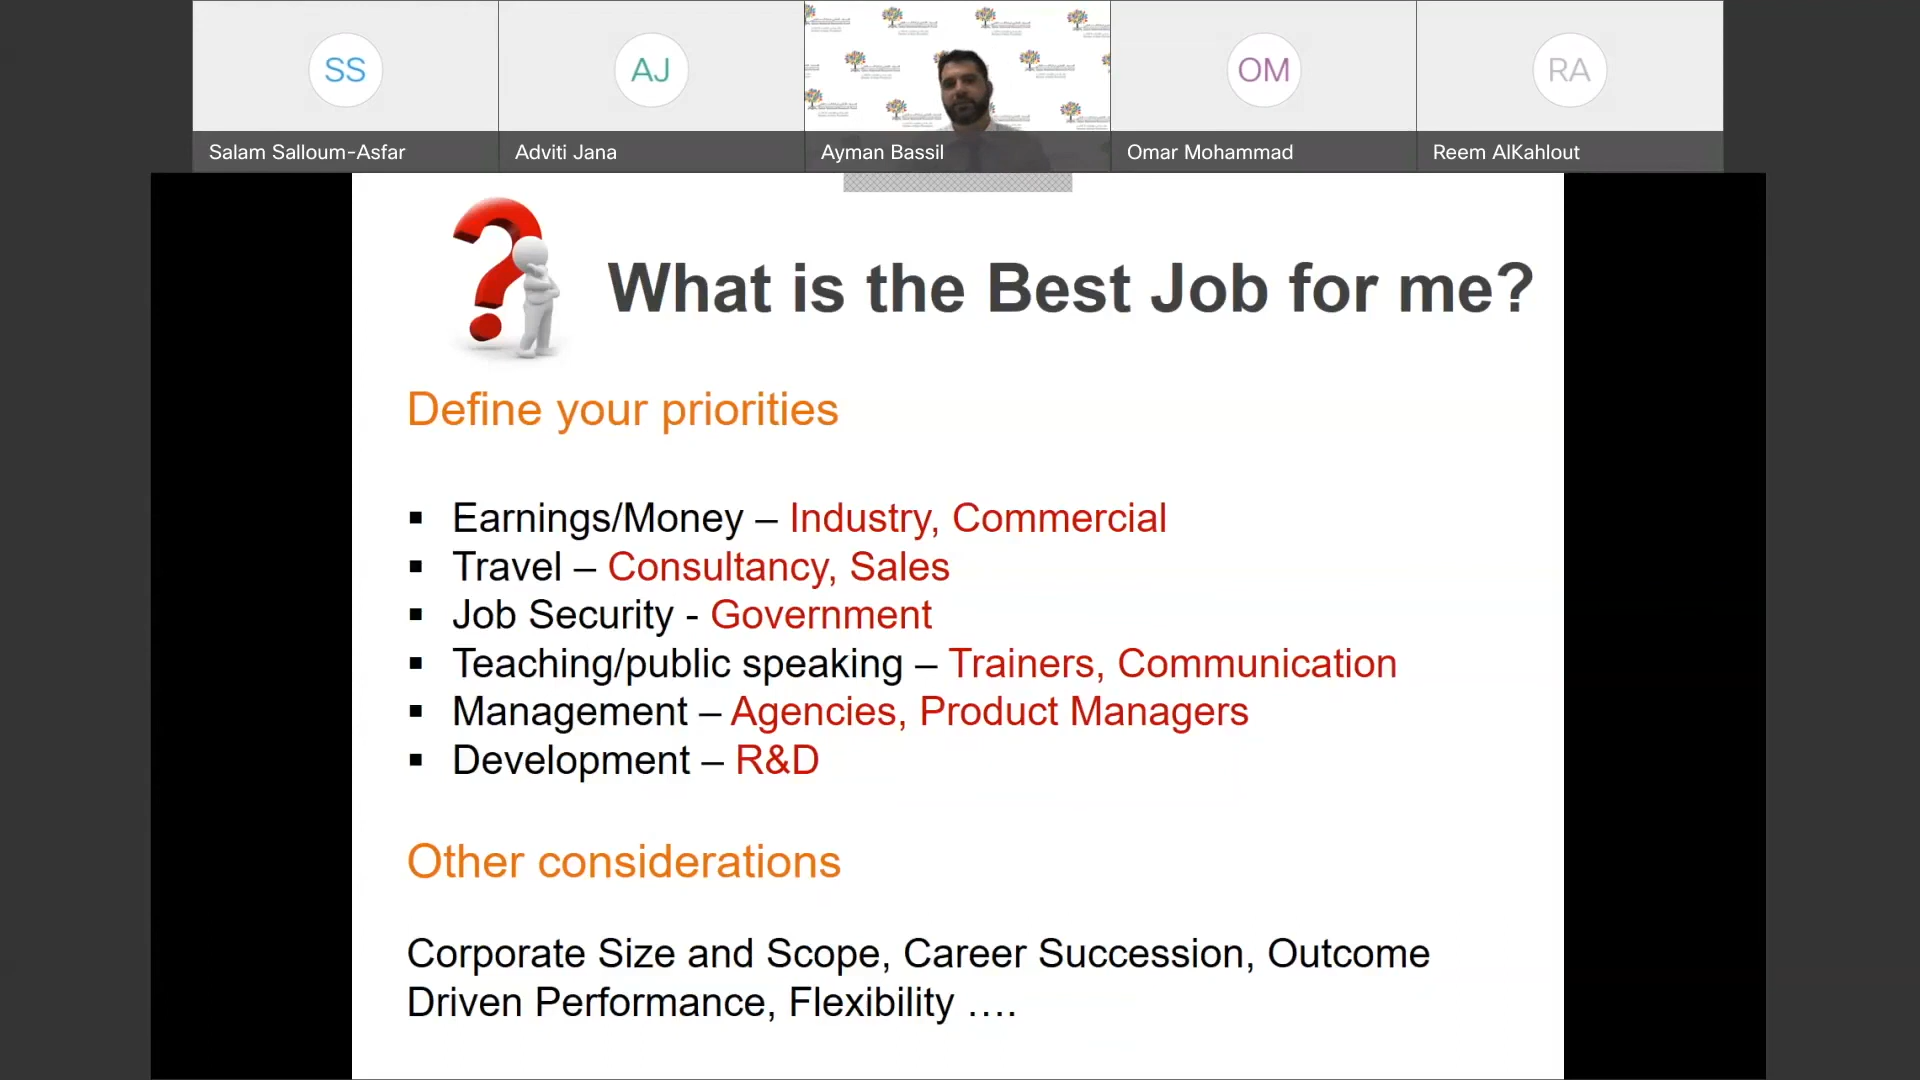 SS
AJ
OM
RA
Salam Salloum-Asfar
Adviti Jana
Ayman Bassil
Omar Mohammad
Reem AlKahlout
What is the Best Job for me?
Define your priorities
▪ Earnings/Money – Industry, Commercial
▪ Travel – Consultancy, Sales
▪ Job Security - Government
▪ Teaching/public speaking – Trainers, Communication
▪ Management – Agencies, Product Managers
▪ Development – R&D
Other considerations
Corporate Size and Scope, Career Succession, Outcome
Driven Performance, Flexibility ….